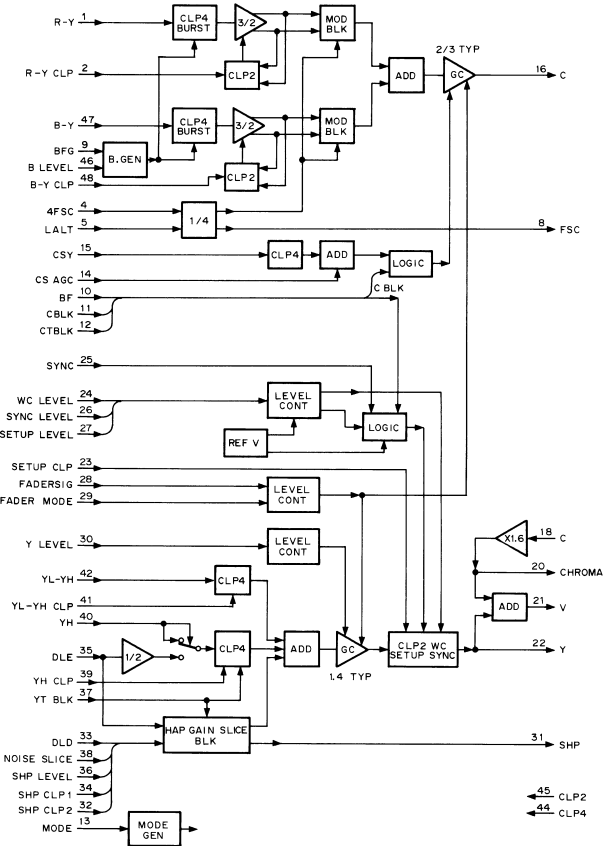 R-Y 1
CLP4 BURST
3/2
MOD BLK
2/3 TYP
R-Y CLP 2
CLP2
ADD
GC
16 C
B-Y 47
CLP4 BURST
3/2
MOD BLK
BFG 9
B LEVEL 46
B-Y CLP 48
B.GEN
CLP2
4FSC 4
LALT 5
1/4
8 FSC
CSY 15
CLP4
ADD
LOGIC
CS AGC 14
BF 10
C BLK
CBLK 11
CTBLK 12
SYNC 25
WC LEVEL 24
SYNC LEVEL 26
SETUP LEVEL 27
LEVEL CONT
LOGIC
REF V
SETUP CLP 23
FADERSIG 28
FADER MODE 29
LEVEL CONT
Y LEVEL 30
LEVEL CONT
X1.6
18 C
20 CHROMA
YL-YH 42
CLP4
YL-YH CLP 41
ADD
21 V
YH 40
DLE 35
1/2
CLP4
ADD
GC
1.4 TYP
CLP2 WC SETUP SYNC
22 Y
YH CLP 39
YT BLK 37
HAP GAIN SLICE BLK
DLD 33
31 SHP
NOISE SLICE 38
SHP LEVEL 36
SHP CLP1 34
SHP CLP2 32
45 CLP2
44 CLP4
MODE 13
MODE GEN